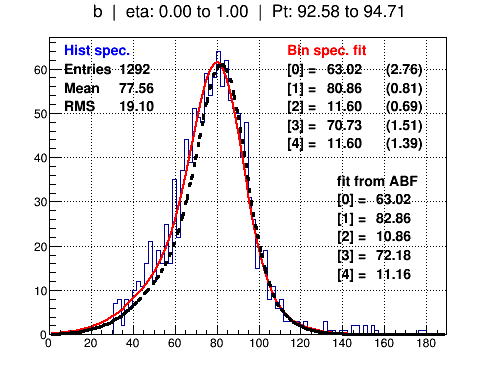 b | eta: 0.00 to 1.00 | Pt: 92.58 to 94.71
Hist spec.
Entries 1292
Mean 77.56
RMS 19.10
Bin spec. fit
[0] = 63.02 (2.76)
[1] = 80.86 (0.81)
[2] = 11.60 (0.69)
[3] = 70.73 (1.51)
[4] = 11.60 (1.39)
fit from ABF
[0] = 63.02
[1] = 82.86
[2] = 10.86
[3] = 72.18
[4] = 11.16
60
50
40
30
20
10
0
0 20 40 60 80 100 120 140 160 180